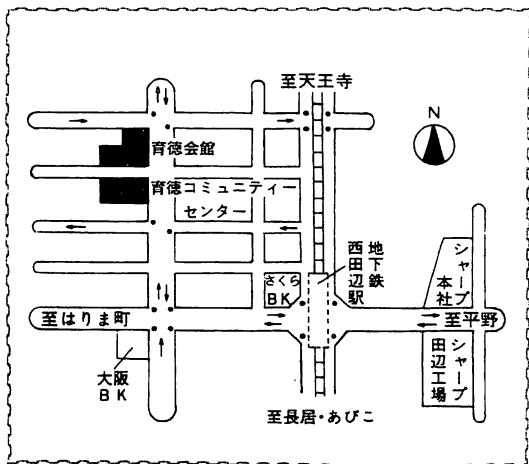 至天王寺
N
育徳会館
育徳コミュニティー
センター
地下鉄
西田辺駅
シャープ
本社
さくら
BK
至はりま町
至平野
大阪
BK
シャープ
田辺工場
至長居・あびこ